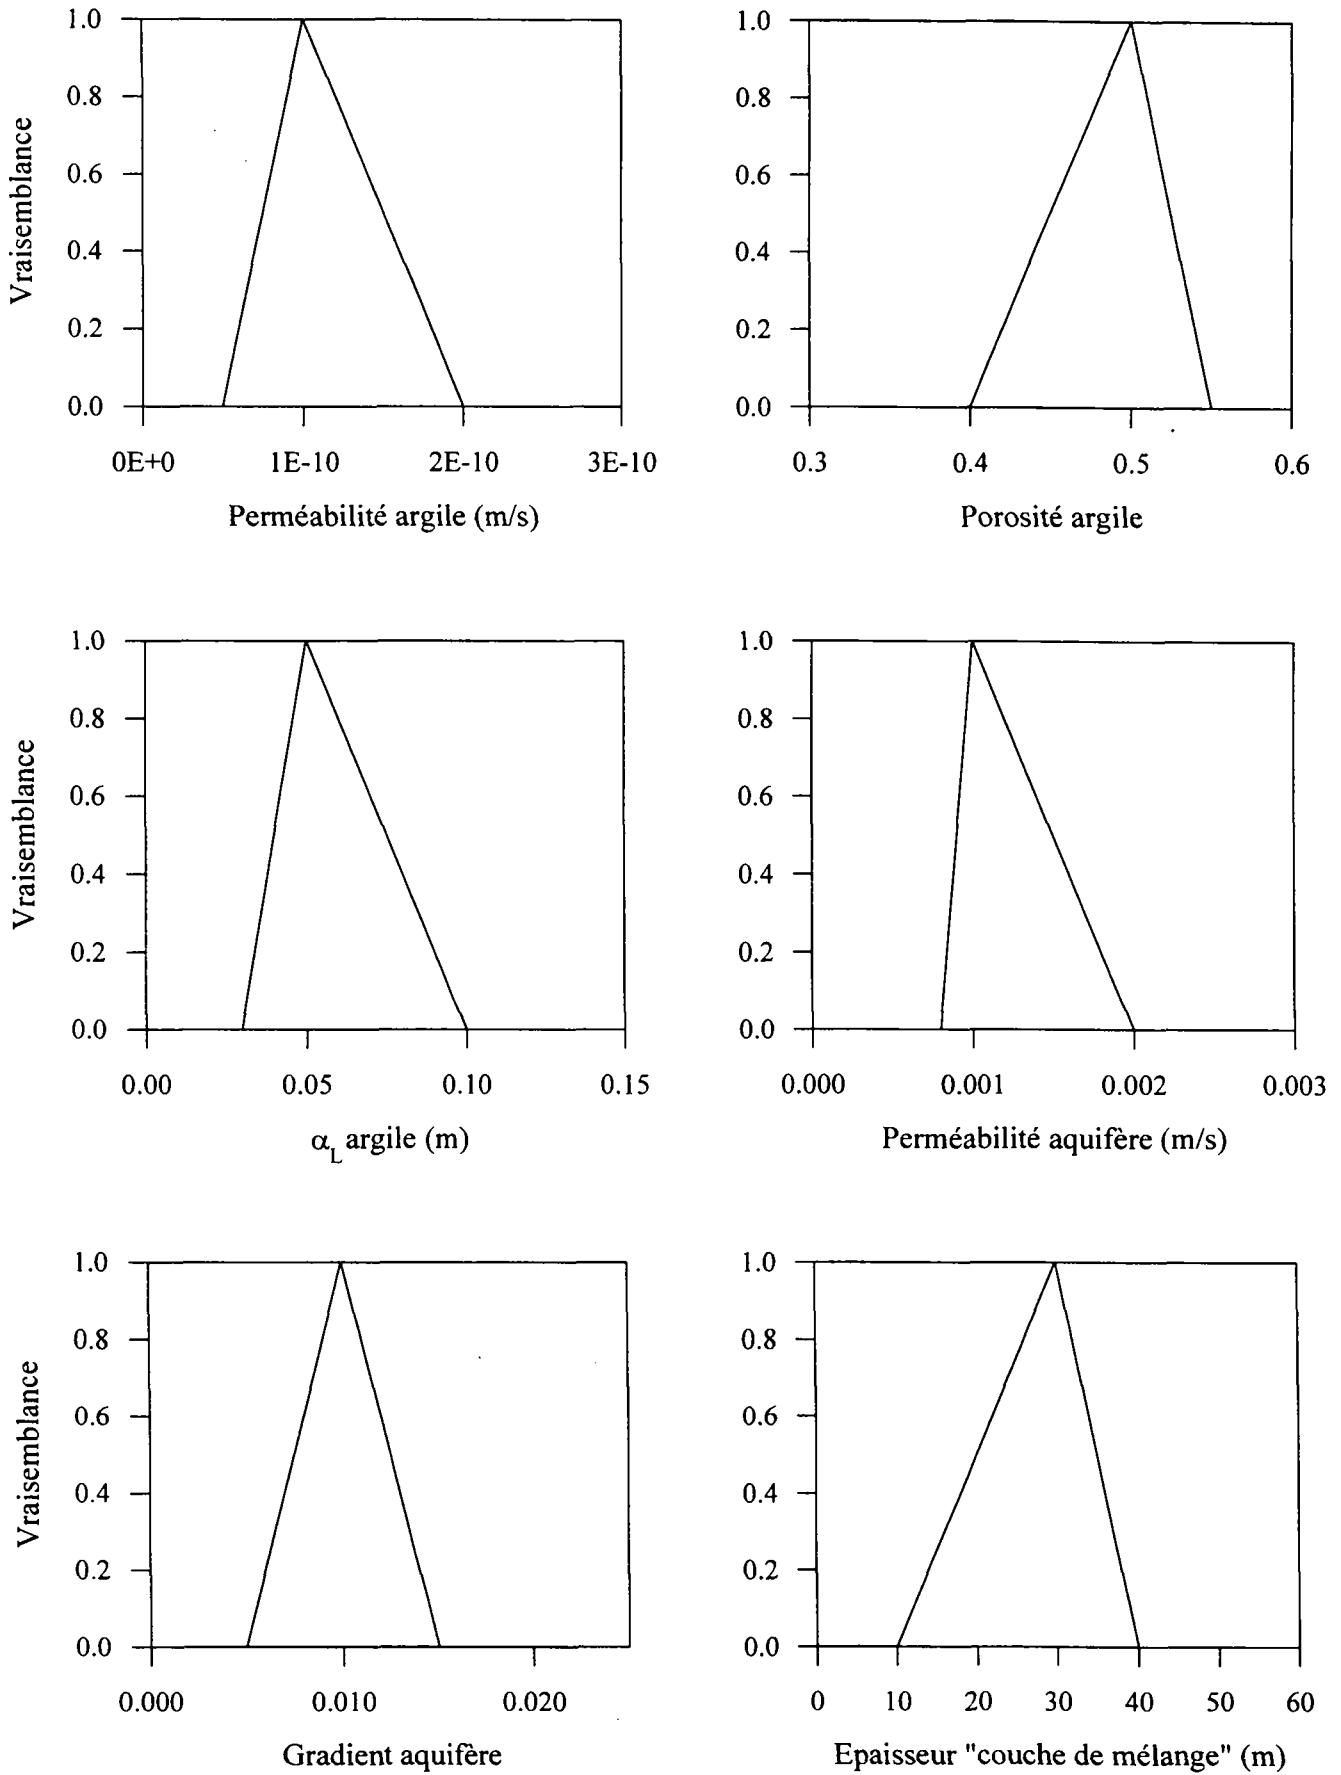 Vraisemblance
1.0
0.8
0.6
0.4
0.2
0.0
0E+0 1E-10 2E-10 3E-10
Perméabilité argile (m/s)
1.0
0.8
0.6
0.4
0.2
0.0
0.3 0.4 0.5 0.6
Porosité argile
Vraisemblance
1.0
0.8
0.6
0.4
0.2
0.0
0.00 0.05 0.10 0.15
αL argile (m)
1.0
0.8
0.6
0.4
0.2
0.0
0.000 0.001 0.002 0.003
Perméabilité aquifère (m/s)
Vraisemblance
1.0
0.8
0.6
0.4
0.2
0.0
0.000 0.010 0.020
Gradient aquifère
1.0
0.8
0.6
0.4
0.2
0.0
0 10 20 30 40 50 60
Epaisseur "couche de mélange" (m)